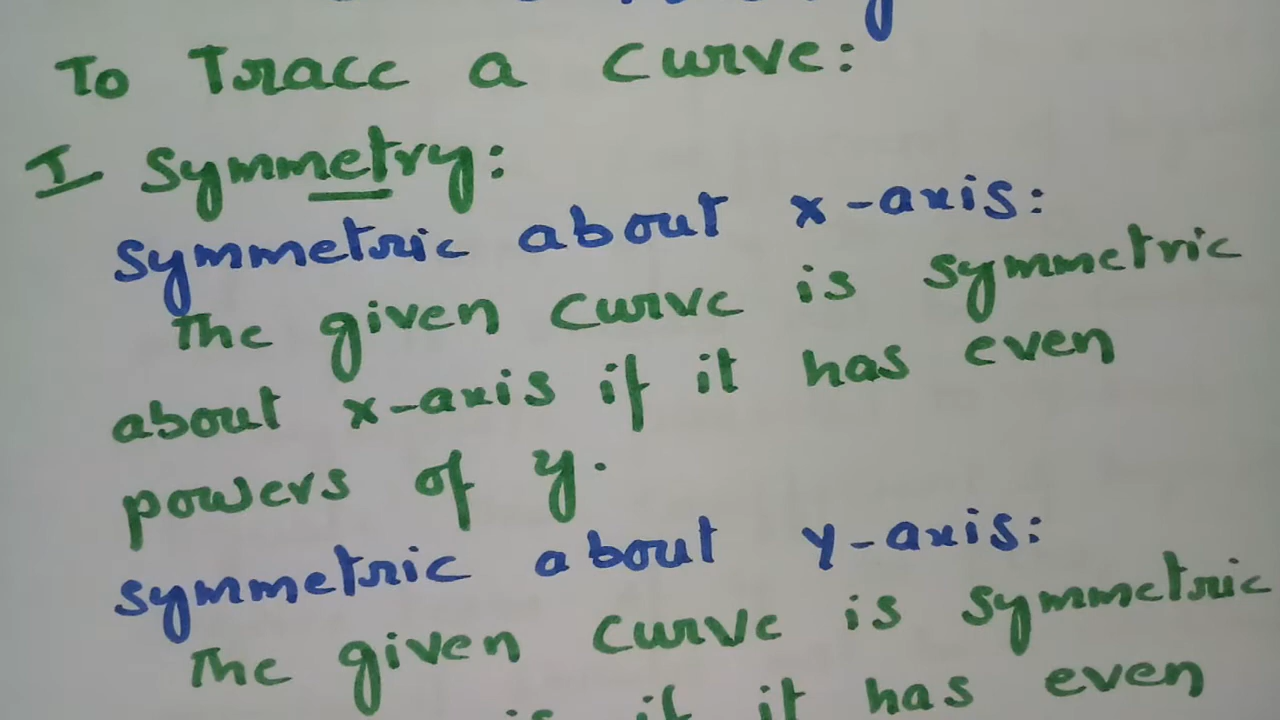 To Trace a curve:
I Symmetry:
symmetric about x-axis:
The given curve is symmetric
about x-axis if it has even
powers of y.
symmetric about y-axis:
The given curve is symmetric
if it has even